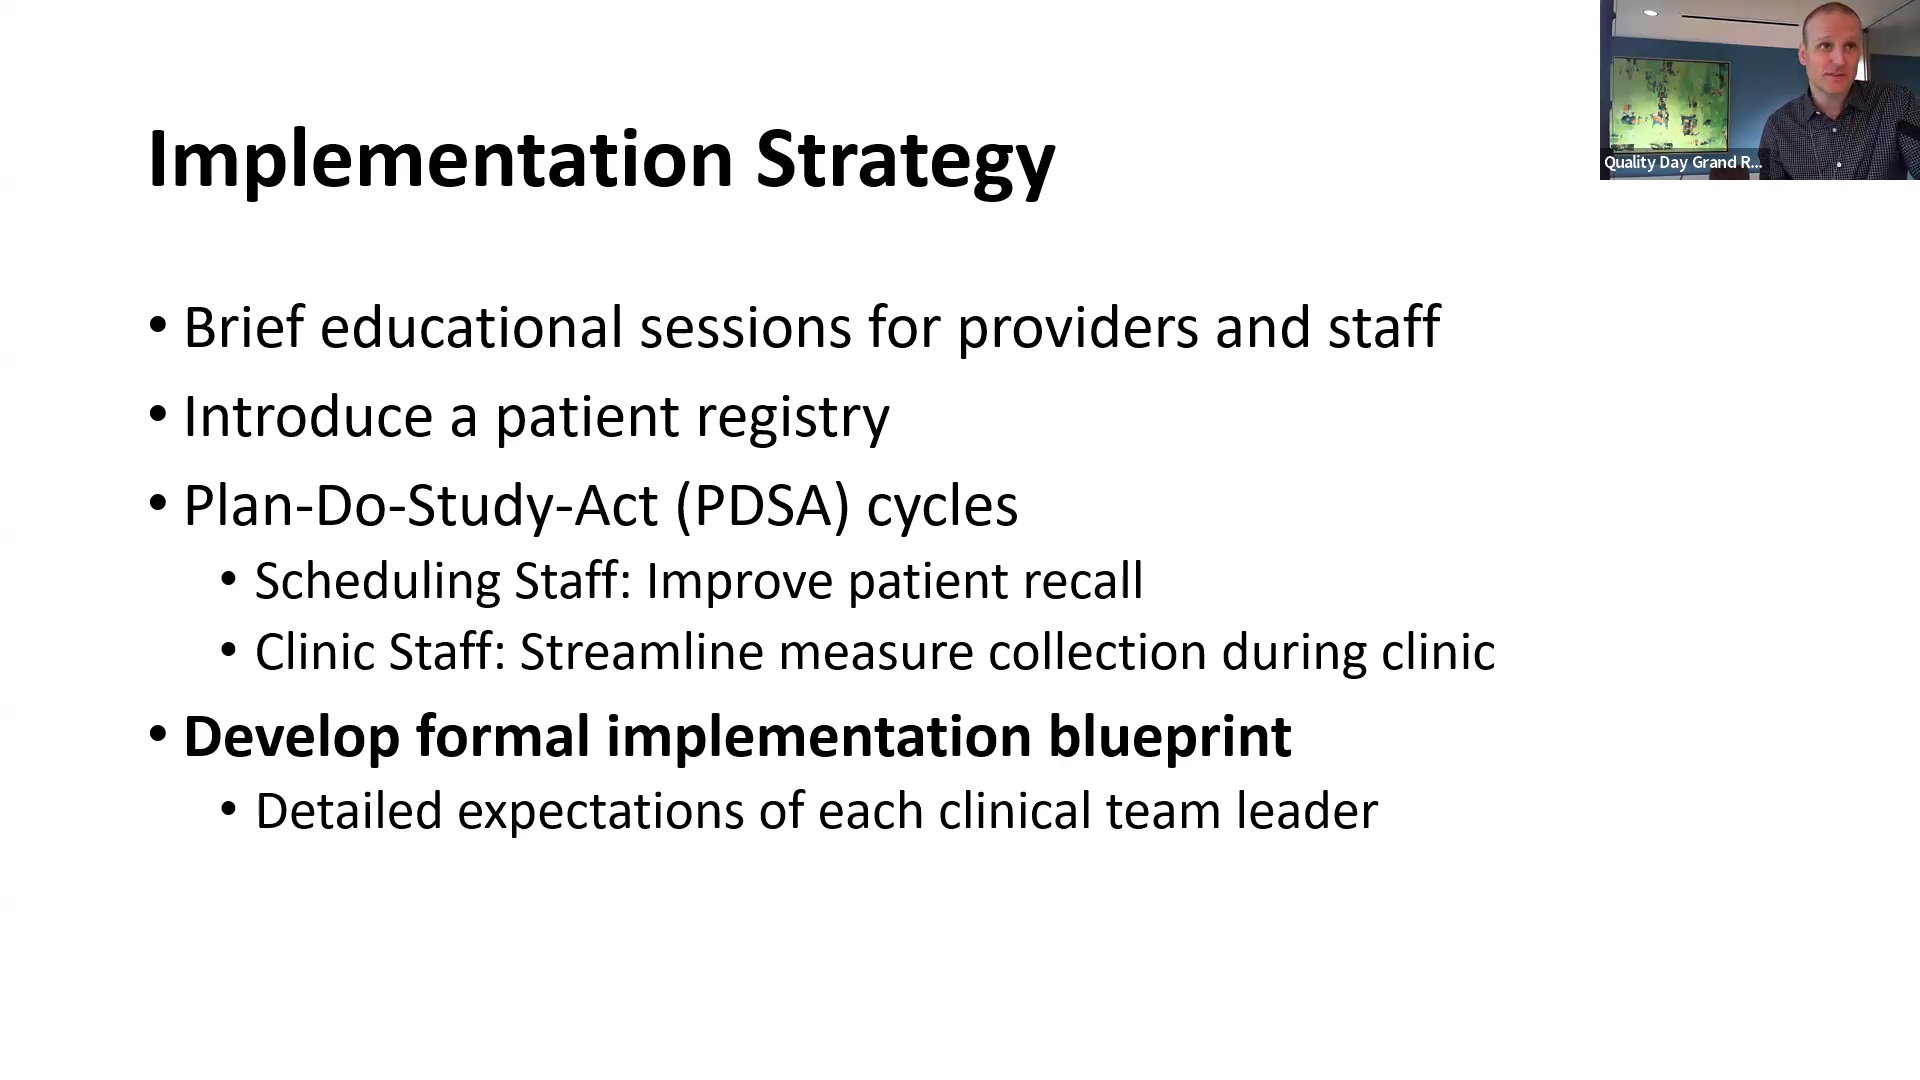 Implementation Strategy
• Brief educational sessions for providers and staff
• Introduce a patient registry
• Plan-Do-Study-Act (PDSA) cycles
• Scheduling Staff: Improve patient recall
• Clinic Staff: Streamline measure collection during clinic
• Develop formal implementation blueprint
• Detailed expectations of each clinical team leader
Quality Day Grand R...